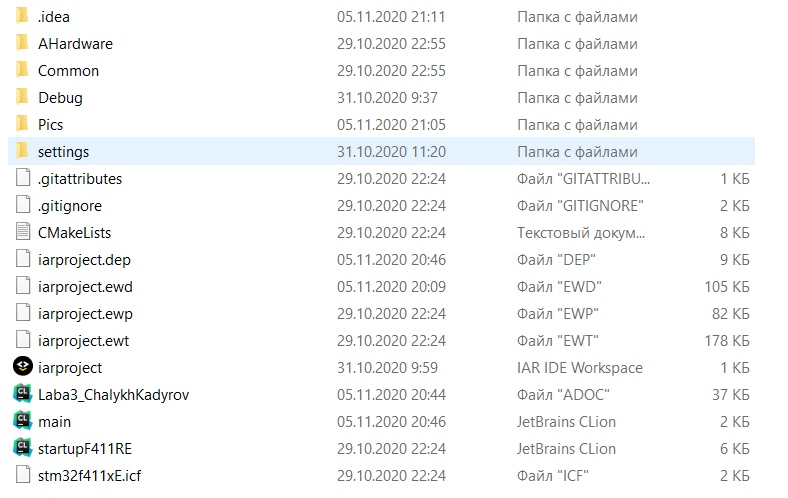 .idea 05.11.2020 21:11 Папка с файлами
AHardware 29.10.2020 22:55 Папка с файлами
Common 29.10.2020 22:55 Папка с файлами
Debug 31.10.2020 9:37 Папка с файлами
Pics 05.11.2020 21:05 Папка с файлами
settings 31.10.2020 11:20 Папка с файлами
.gitattributes 29.10.2020 22:24 Файл "GITATTRIBU... 1 КБ
.gitignore 29.10.2020 22:24 Файл "GITIGNORE" 2 КБ
CMakeLists 29.10.2020 22:24 Текстовый докум... 8 КБ
iarproject.dep 05.11.2020 20:46 Файл "DEP" 9 КБ
iarproject.ewd 05.11.2020 20:09 Файл "EWD" 105 КБ
iarproject.ewp 29.10.2020 22:24 Файл "EWP" 82 КБ
iarproject.ewt 29.10.2020 22:24 Файл "EWT" 178 КБ
iarproject 31.10.2020 9:59 IAR IDE Workspace 1 КБ
Laba3_ChalykhKadyrov 05.11.2020 20:44 Файл "ADOC" 37 КБ
main 05.11.2020 20:46 JetBrains CLion 2 КБ
startupF411RE 29.10.2020 22:24 JetBrains CLion 6 КБ
stm32f411xE.icf 29.10.2020 22:24 Файл "ICF" 2 КБ